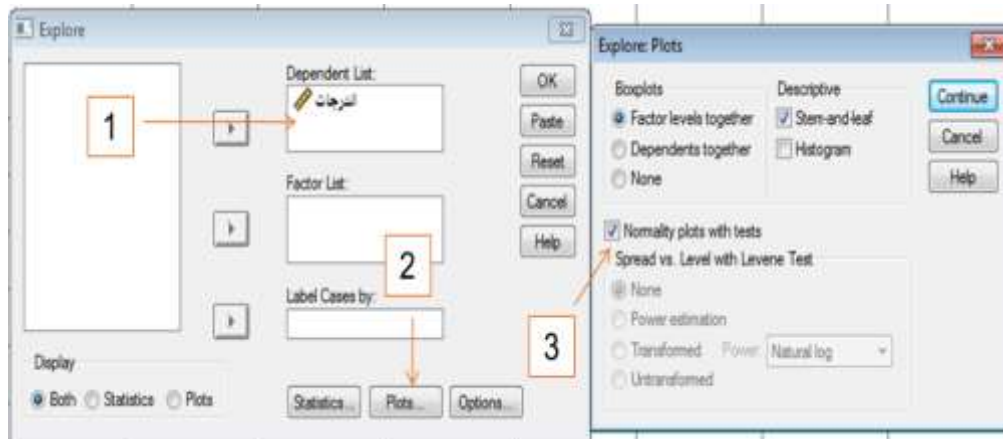 Explore
Dependent List:
الدرجات
1
OK
Paste
Reset
Cancel
Help
Factor List:
2
Label Cases by:
Display
Both
Statistics
Plots
Statistics...
Plots...
Options...
Explore: Plots
Boxplots
Factor levels together
Dependents together
None
Descriptive
Stem-and-leaf
Histogram
Continue
Cancel
Help
Normality plots with tests
Spread vs. Level with Levene Test
None
Power estimation
Transformed Power: Natural log
Untransformed
3